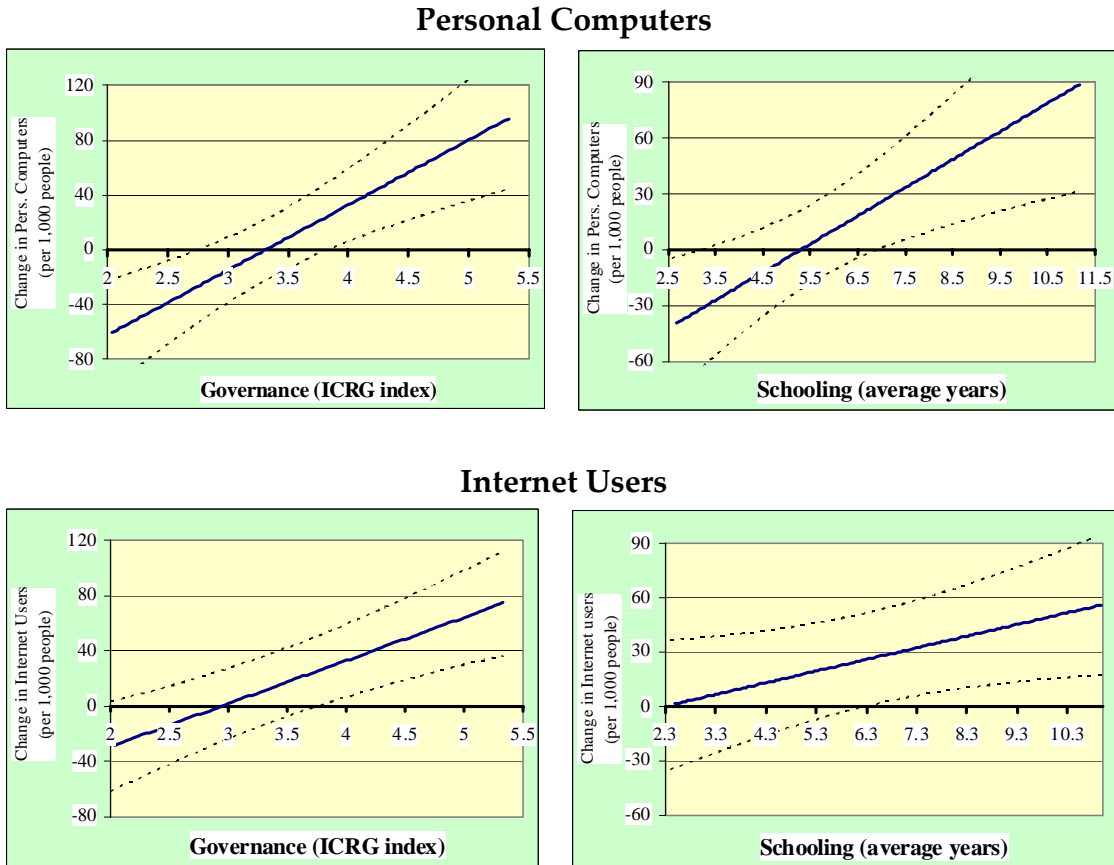 Personal Computers
Change in Pers. Computers
(per 1,000 people)
120
80
40
0
-40
-80
2 2.5 3 3.5 4 4.5 5 5.5
Governance (ICRG index)
Change in Pers. Computers
(per 1,000 people)
90
60
30
0
-30
-60
2.5 3.5 4.5 5.5 6.5 7.5 8.5 9.5 10.5 11.5
Schooling (average years)
Internet Users
Change in Internet Users
(per 1,000 people)
120
80
40
0
-40
-80
2 2.5 3 3.5 4 4.5 5 5.5
Governance (ICRG index)
Change in Internet users
(per 1,000 people)
90
60
30
0
-30
-60
2.3 3.3 4.3 5.3 6.3 7.3 8.3 9.3 10.3
Schooling (average years)